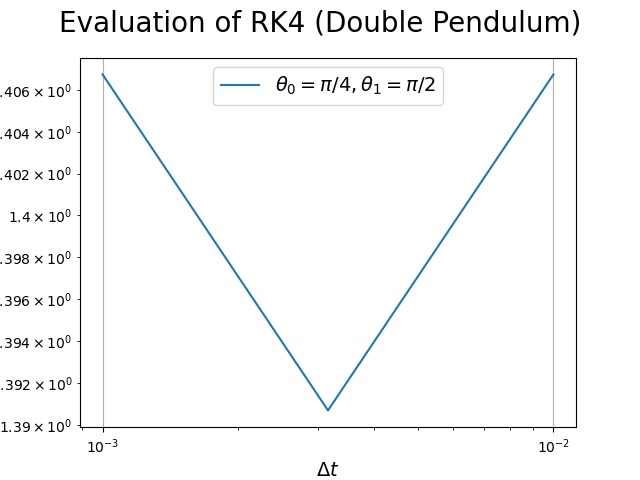 Evaluation of RK4 (Double Pendulum)
θ₀ = π/4, θ₁ = π/2
.406 × 10⁰
.404 × 10⁰
.402 × 10⁰
1.4 × 10⁰
.398 × 10⁰
.396 × 10⁰
.394 × 10⁰
.392 × 10⁰
1.39 × 10⁰
10⁻³ 10⁻²
Δt